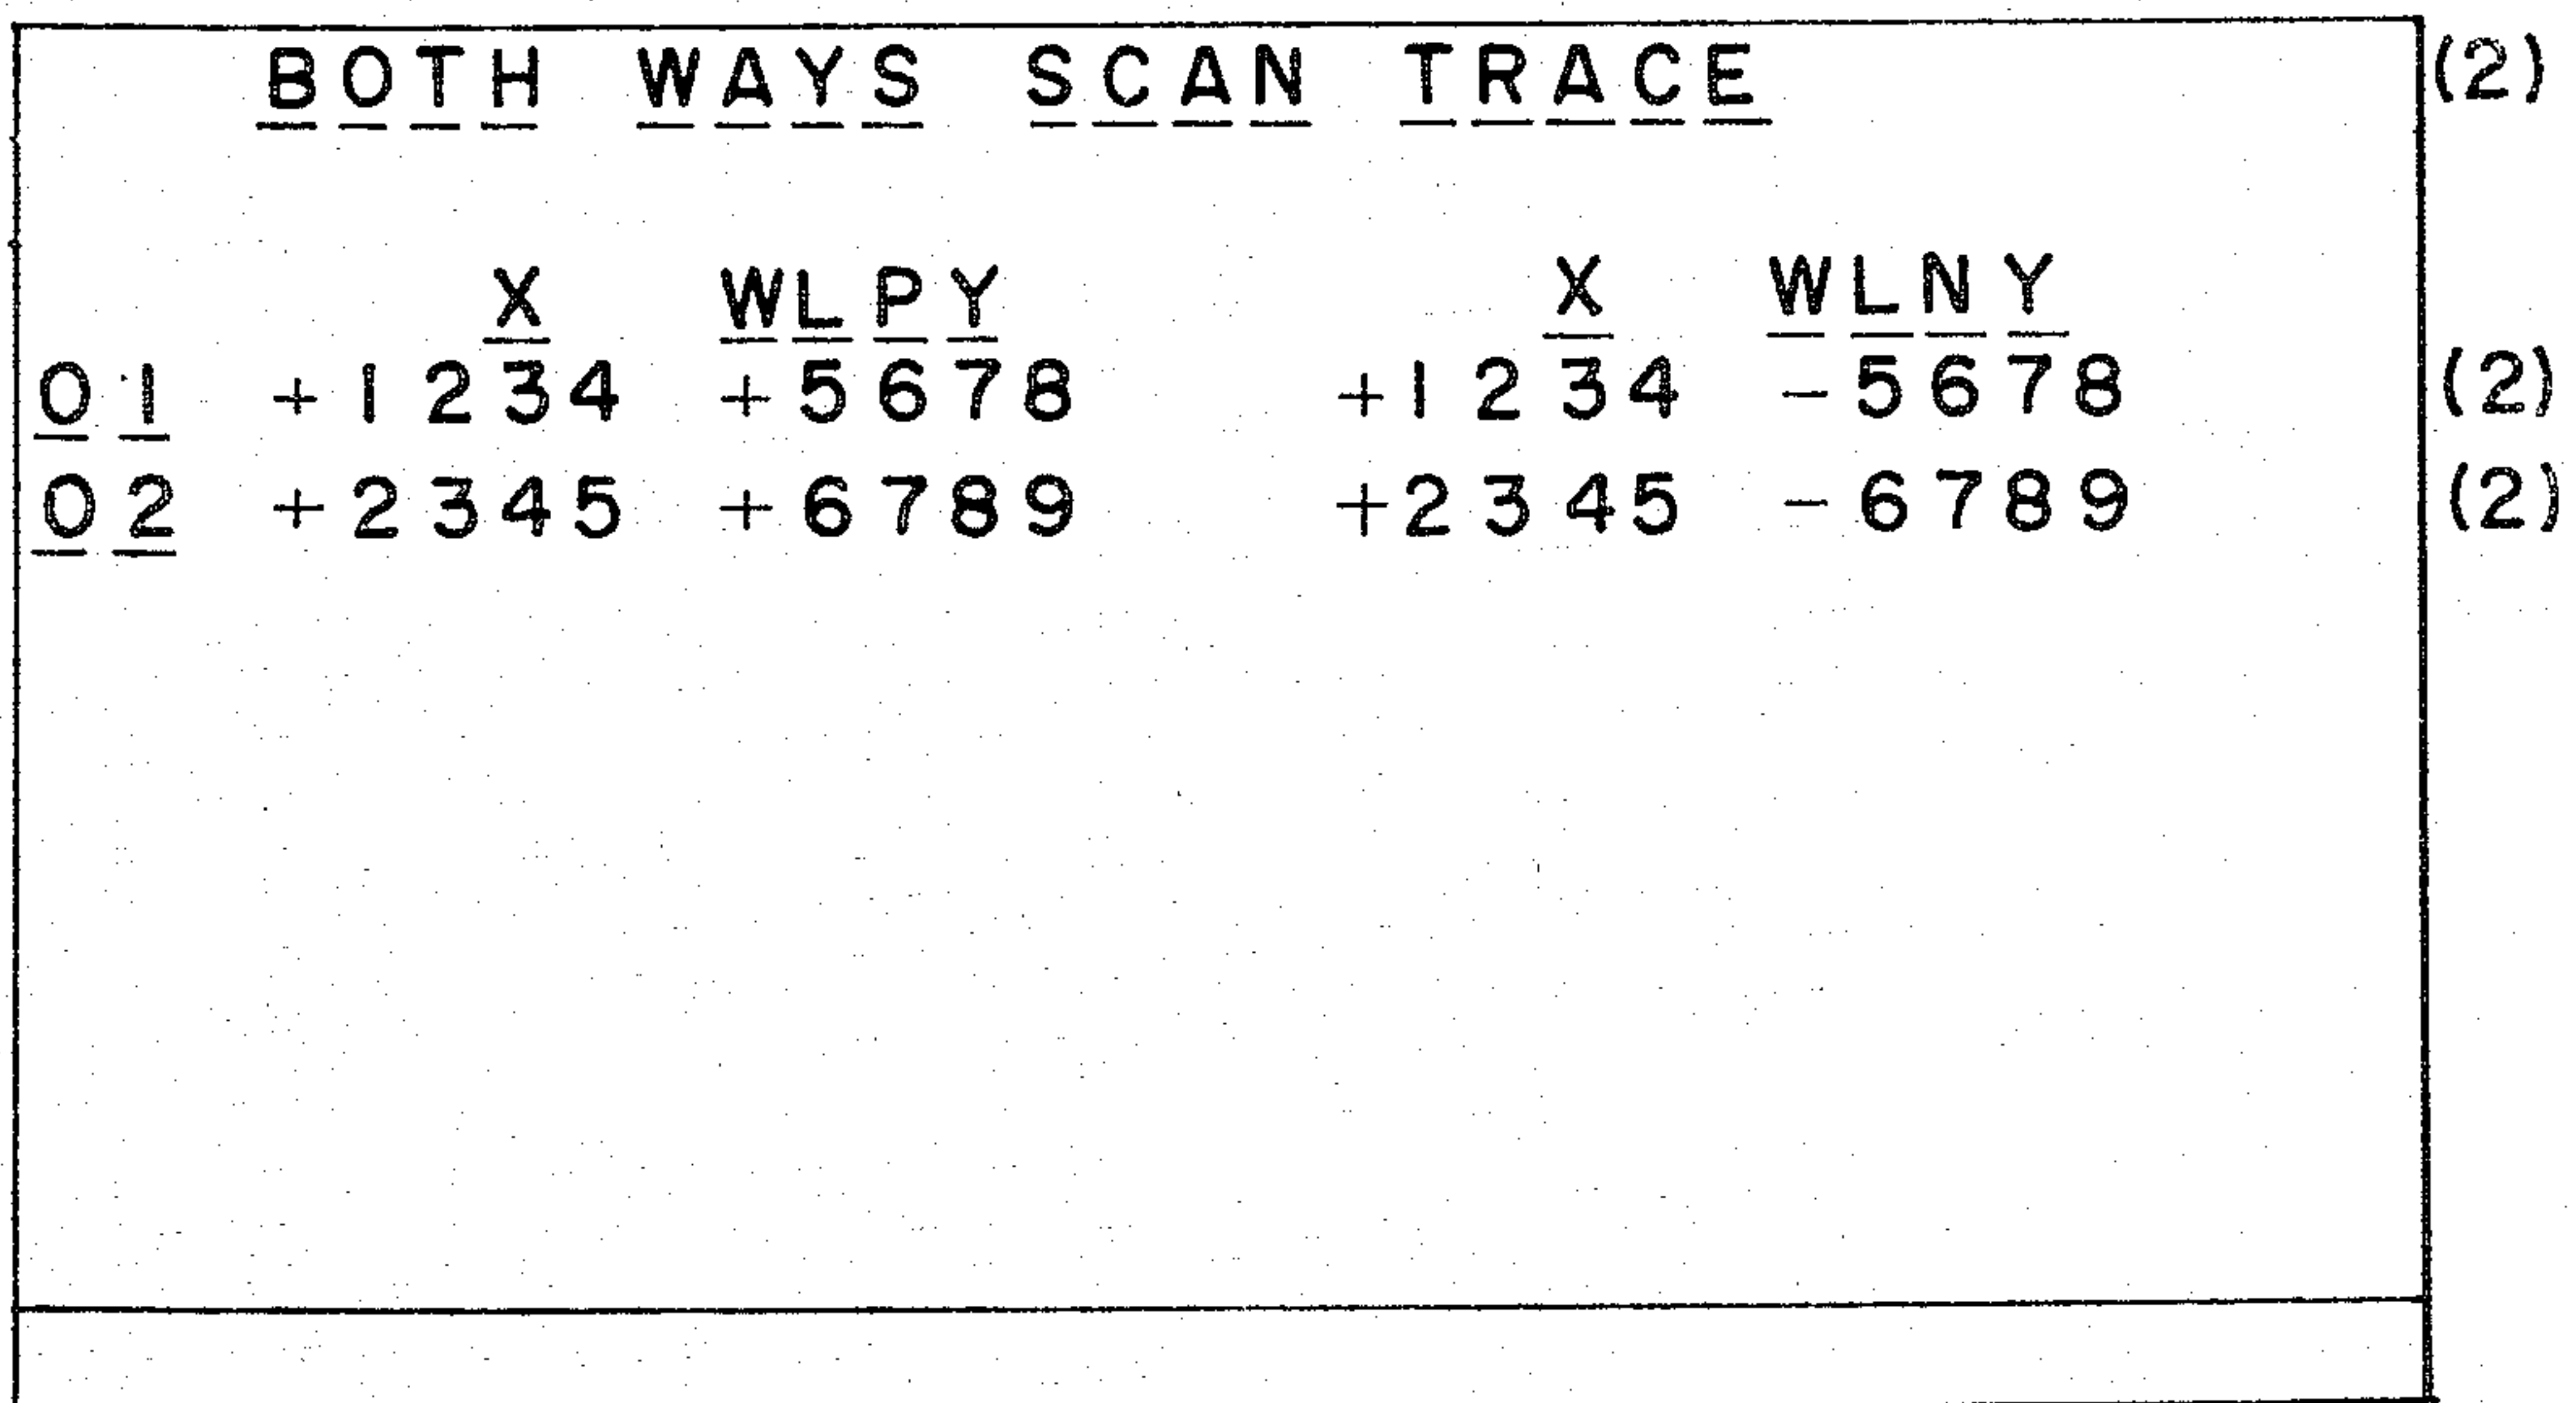 BOTH WAYS SCAN TRACE (2)
X WLPY X WLNY
01 +1234 +5678 +1234 -5678 (2)
02 +2345 +6789 +2345 -6789 (2)